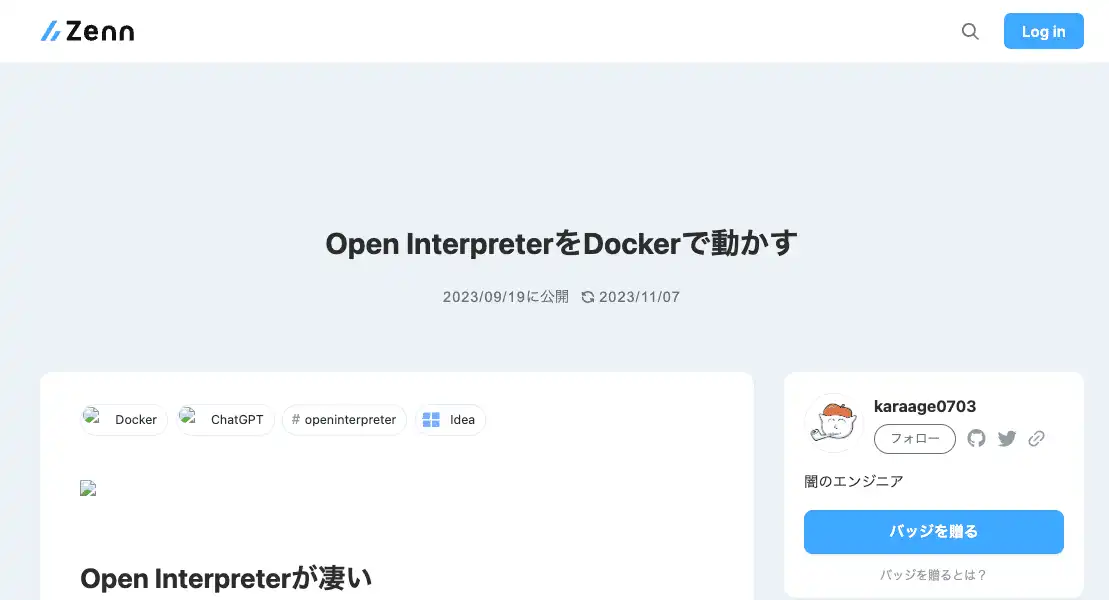 Zenn
Log in
Open InterpreterをDockerで動かす
2023/09/19に公開 2023/11/07
Docker ChatGPT # openinterpreter Idea
Open Interpreterが凄い
karaage0703
フォロー
闇のエンジニア
バッジを贈る
バッジを贈るとは？